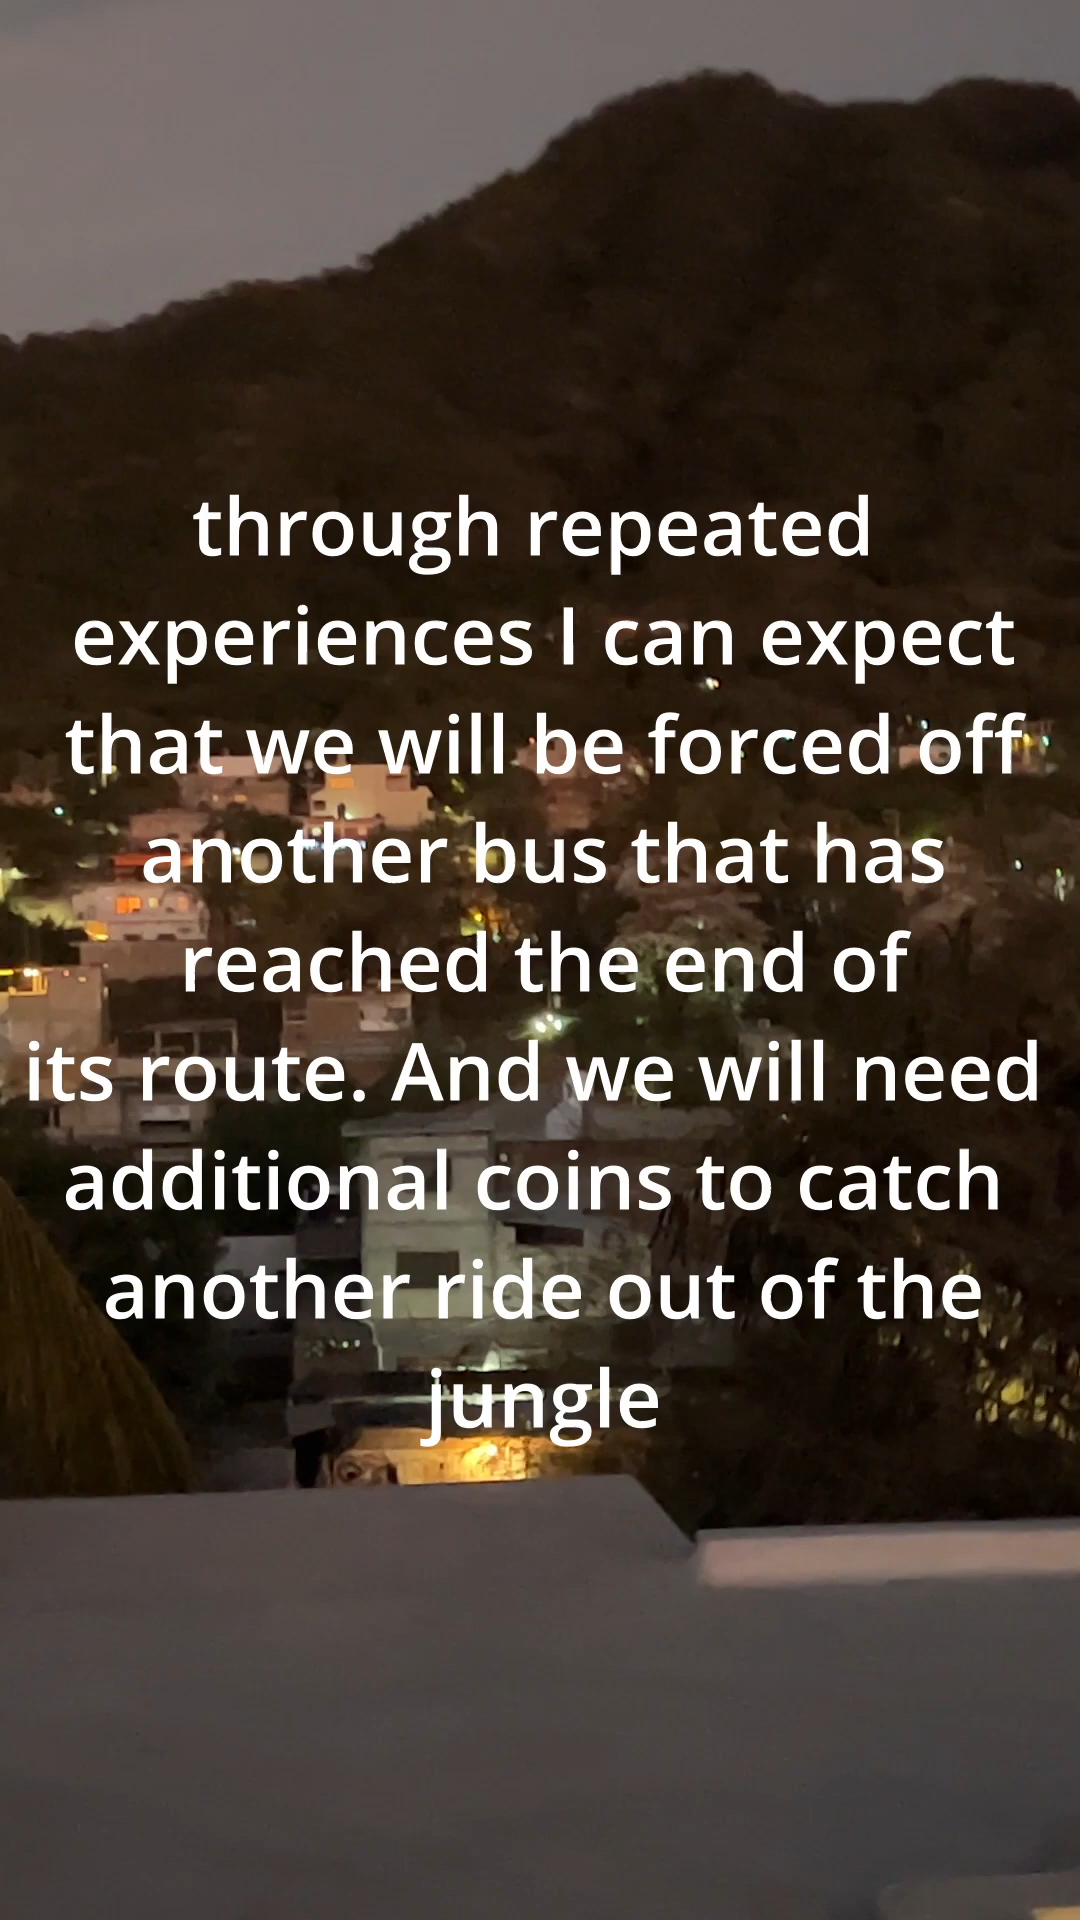 through repeated
experiences I can expect
that we will be forced off
another bus that has
reached the end of
its route. And we will need
additional coins to catch
another ride out of the
jungle